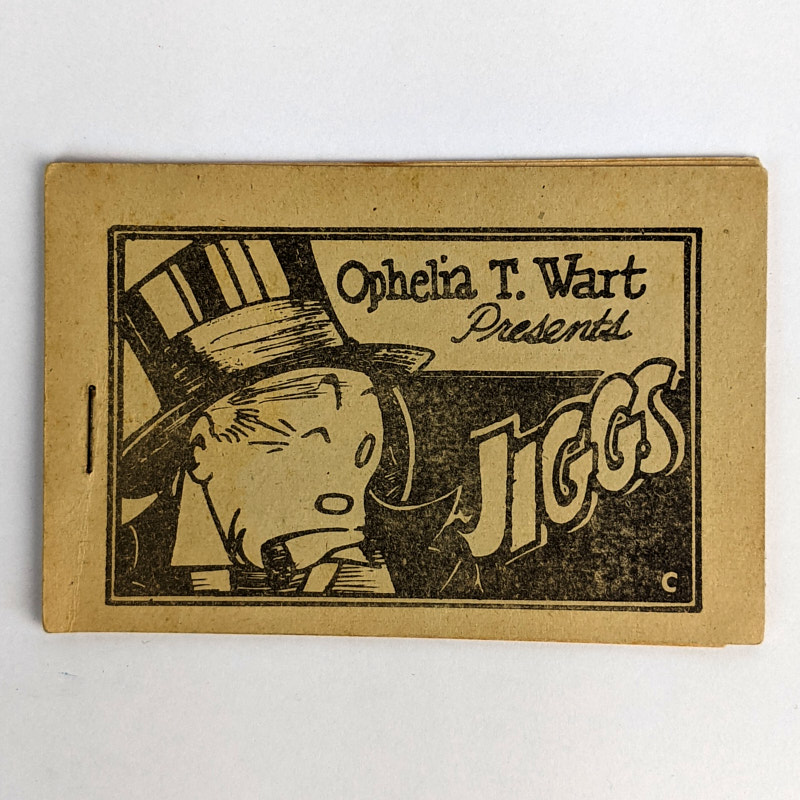 Ophelia T. Wart
Presents
JIGGS
C